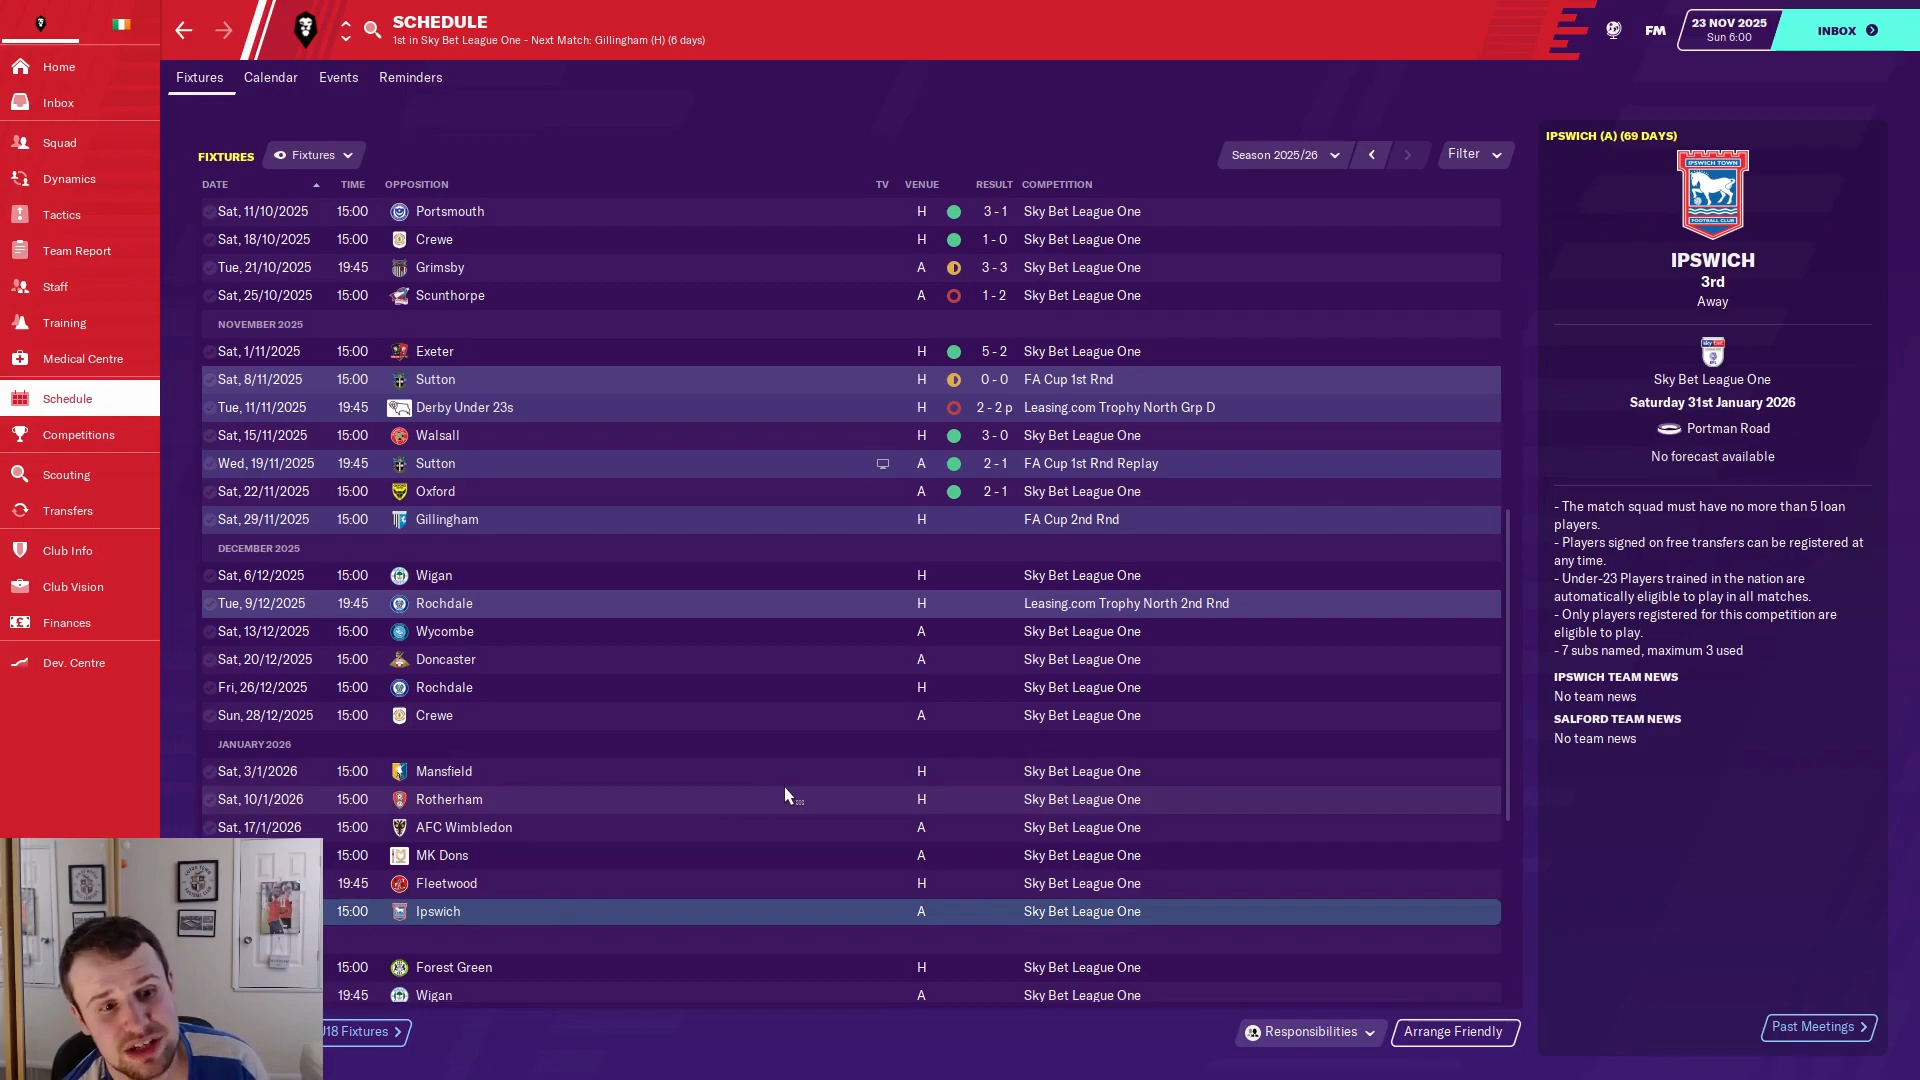 SCHEDULE
1st in Sky Bet League One - Next Match: Gillingham (H) (6 days)
FM
23 NOV 2025
Sun 6:00
INBOX
Home
Inbox
Squad
Dynamics
Tactics
Team Report
Staff
Training
Medical Centre
Schedule
Competitions
Scouting
Transfers
Club Info
Club Vision
Finances
Dev. Centre
Fixtures Calendar Events Reminders
FIXTURES Fixtures Season 2025/26 Filter
DATE TIME OPPOSITION TV VENUE RESULT COMPETITION
Sat, 11/10/2025 15:00 Portsmouth H 3 - 1 Sky Bet League One
Sat, 18/10/2025 15:00 Crewe H 1 - 0 Sky Bet League One
Tue, 21/10/2025 19:45 Grimsby A 3 - 3 Sky Bet League One
Sat, 25/10/2025 15:00 Scunthorpe A 1 - 2 Sky Bet League One
NOVEMBER 2025
Sat, 1/11/2025 15:00 Exeter H 5 - 2 Sky Bet League One
Sat, 8/11/2025 15:00 Sutton H 0 - 0 FA Cup 1st Rnd
Tue, 11/11/2025 19:45 Derby Under 23s H 2 - 2 p Leasing.com Trophy North Grp D
Sat, 15/11/2025 15:00 Walsall H 3 - 0 Sky Bet League One
Wed, 19/11/2025 19:45 Sutton A 2 - 1 FA Cup 1st Rnd Replay
Sat, 22/11/2025 15:00 Oxford A 2 - 1 Sky Bet League One
Sat, 29/11/2025 15:00 Gillingham H FA Cup 2nd Rnd
DECEMBER 2025
Sat, 6/12/2025 15:00 Wigan H Sky Bet League One
Tue, 9/12/2025 19:45 Rochdale H Leasing.com Trophy North 2nd Rnd
Sat, 13/12/2025 15:00 Wycombe A Sky Bet League One
Sat, 20/12/2025 15:00 Doncaster A Sky Bet League One
Fri, 26/12/2025 15:00 Rochdale H Sky Bet League One
Sun, 28/12/2025 15:00 Crewe A Sky Bet League One
JANUARY 2026
Sat, 3/1/2026 15:00 Mansfield H Sky Bet League One
Sat, 10/1/2026 15:00 Rotherham H Sky Bet League One
Sat, 17/1/2026 15:00 AFC Wimbledon A Sky Bet League One
15:00 MK Dons A Sky Bet League One
19:45 Fleetwood H Sky Bet League One
15:00 Ipswich A Sky Bet League One
15:00 Forest Green H Sky Bet League One
19:45 Wigan A Sky Bet League One
U18 Fixtures
Responsibilities
Arrange Friendly
IPSWICH (A) (69 DAYS)
IPSWICH TOWN
FOOTBALL CLUB
IPSWICH
3rd
Away
sky bet
EFL
Sky Bet League One
Saturday 31st January 2026
Portman Road
No forecast available
- The match squad must have no more than 5 loan
players.
- Players signed on free transfers can be registered at
any time.
- Under-23 Players trained in the nation are
automatically eligible to play in all matches.
- Only players registered for this competition are
eligible to play.
- 7 subs named, maximum 3 used
IPSWICH TEAM NEWS
No team news
SALFORD TEAM NEWS
No team news
Past Meetings